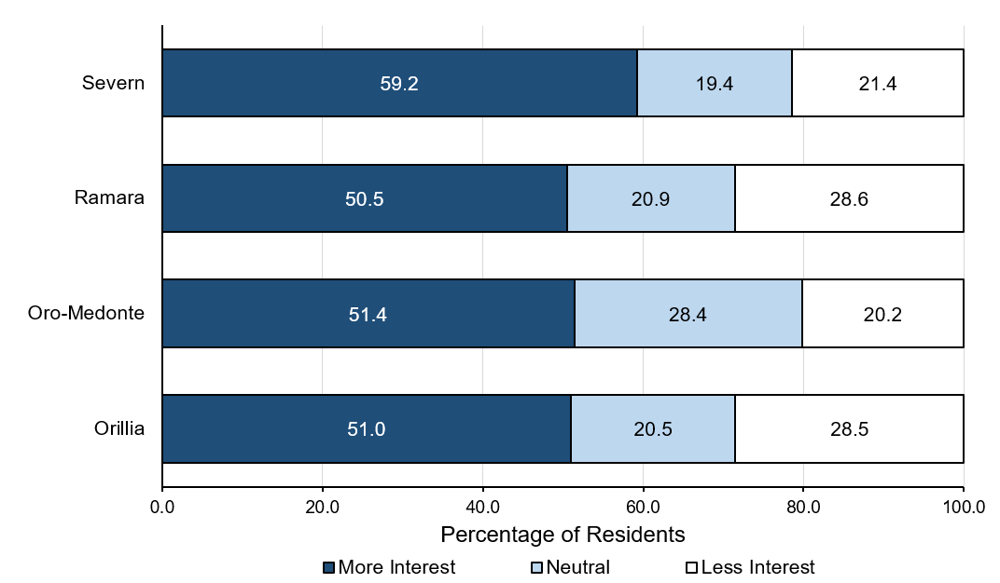 Severn 59.2 19.4 21.4
Ramara 50.5 20.9 28.6
Oro-Medonte 51.4 28.4 20.2
Orillia 51.0 20.5 28.5
0.0 20.0 40.0 60.0 80.0 100.0
Percentage of Residents
More Interest Neutral Less Interest